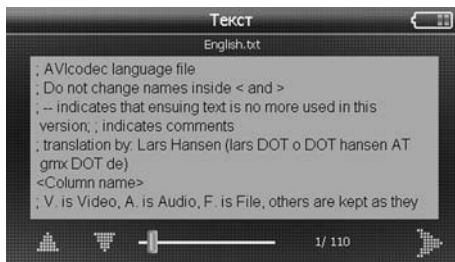 Текст
English.txt
; AVIcodec language file
; Do not change names inside < and >
; -- indicates that ensuing text is no more used in this
version; ; indicates comments
; translation by: Lars Hansen (lars DOT o DOT hansen AT
gmx DOT de)
<Column name>
; V. is Video, A. is Audio, F. is File, others are kept as they
1/ 110